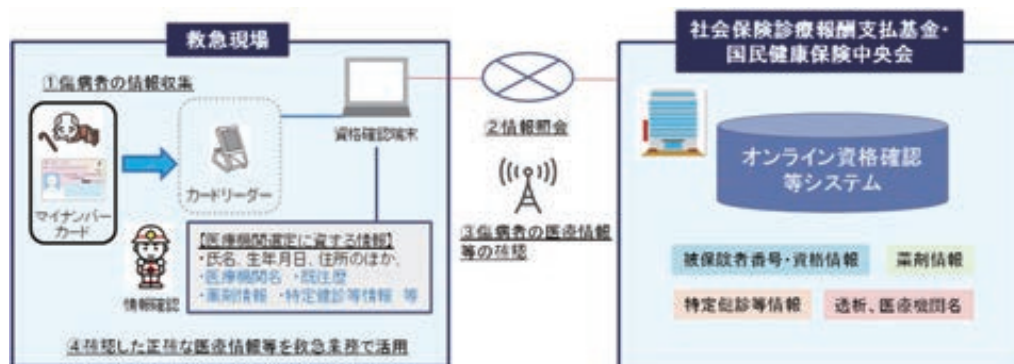 救急現場
①傷病者の情報収集
マイナンバー
カード
カードリーダー
資格確認端末
情報確認
【医療機関選定に資する情報】
・氏名、生年月日、住所のほか、
・医療機関名 ・既往歴
・薬剤情報 ・特定健診等情報 等
④確認した正確な医療情報等を救急業務で活用
②情報照会
③傷病者の医療情報
等の確認
社会保険診療報酬支払基金・
国民健康保険中央会
オンライン資格確認
等システム
被保険者番号・資格情報
薬剤情報
特定健診等情報
透析、医療機関名